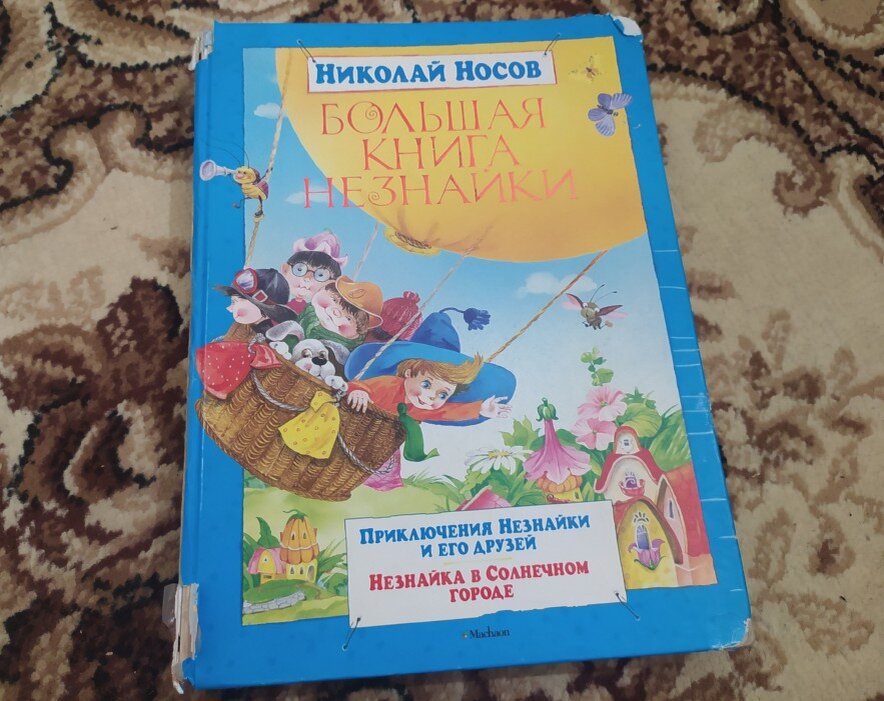 Николай Носов
Большая
книга
Незнайки
Приключения Незнайки
и его друзей
Незнайка в Солнечном
городе
Machaon